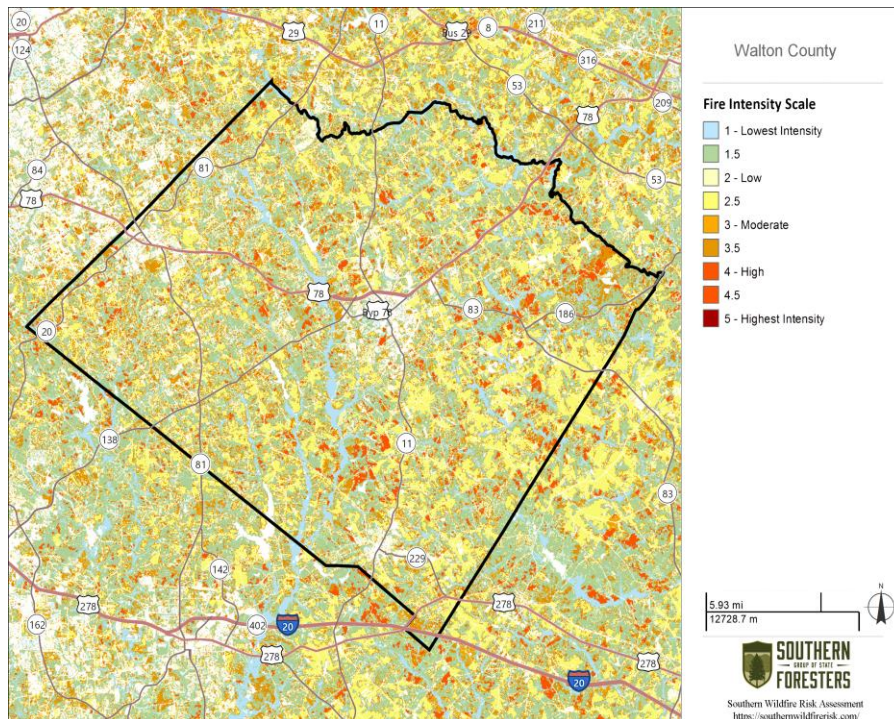 20
29
11
Bus 29
8
211
124
316
53
78
209
81
84
78
53
78
Byp 78
83
186
20
138
11
81
83
229
142
278
278
162
402
20
278
278
20
Walton County
Fire Intensity Scale
1 - Lowest Intensity
1.5
2 - Low
2.5
3 - Moderate
3.5
4 - High
4.5
5 - Highest Intensity
5.93 mi
12728.7 m
N
SOUTHERN
GROUP OF STATE
FORESTERS
Southern Wildfire Risk Assessment
https://southernwildfirerisk.com/